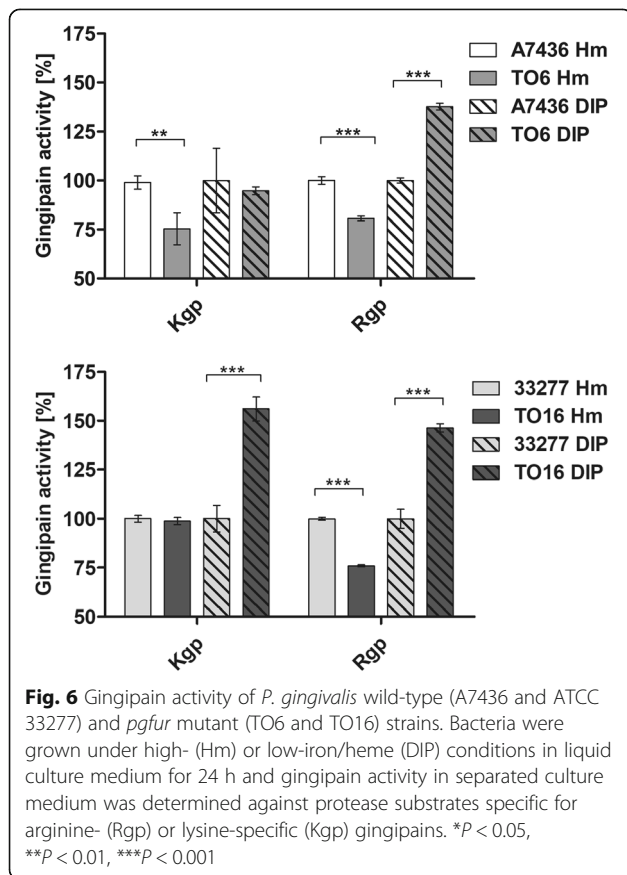 Gingipain activity [%]
175
150
125
100
75
50
**
***
***
Kgp
Rgp
A7436 Hm
TO6 Hm
A7436 DIP
TO6 DIP
Gingipain activity [%]
175
150
125
100
75
50
***
***
***
Kgp
Rgp
33277 Hm
TO16 Hm
33277 DIP
TO16 DIP
Fig. 6 Gingipain activity of P. gingivalis wild-type (A7436 and ATCC
33277) and pgfur mutant (TO6 and TO16) strains. Bacteria were
grown under high- (Hm) or low-iron/heme (DIP) conditions in liquid
culture medium for 24 h and gingipain activity in separated culture
medium was determined against protease substrates specific for
arginine- (Rgp) or lysine-specific (Kgp) gingipains. *P < 0.05,
**P < 0.01, ***P < 0.001